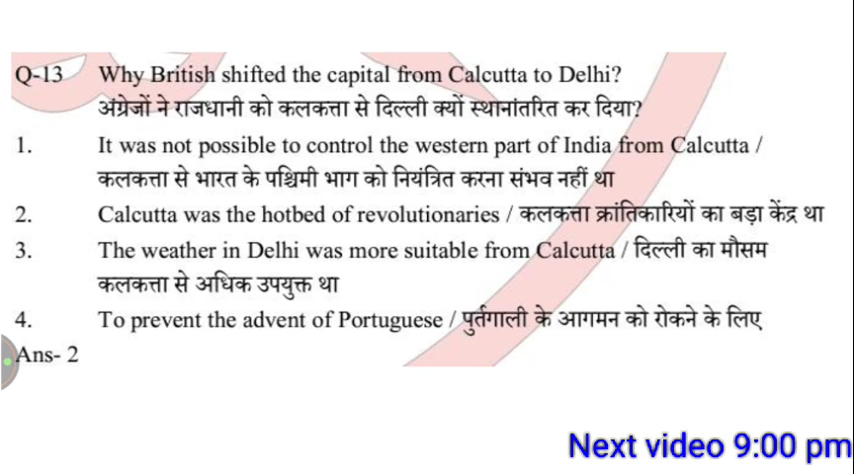 Q-13 Why British shifted the capital from Calcutta to Delhi?
अंग्रेजों ने राजधानी को कलकत्ता से दिल्ली क्यों स्थानांतरित कर दिया?
1. It was not possible to control the western part of India from Calcutta /
कलकत्ता से भारत के पश्चिमी भाग को नियंत्रित करना संभव नहीं था
2. Calcutta was the hotbed of revolutionaries / कलकत्ता क्रांतिकारियों का बड़ा केंद्र था
3. The weather in Delhi was more suitable from Calcutta / दिल्ली का मौसम
कलकत्ता से अधिक उपयुक्त था
4. To prevent the advent of Portuguese / पुर्तगाली के आगमन को रोकने के लिए
Ans- 2
Next video 9:00 pm